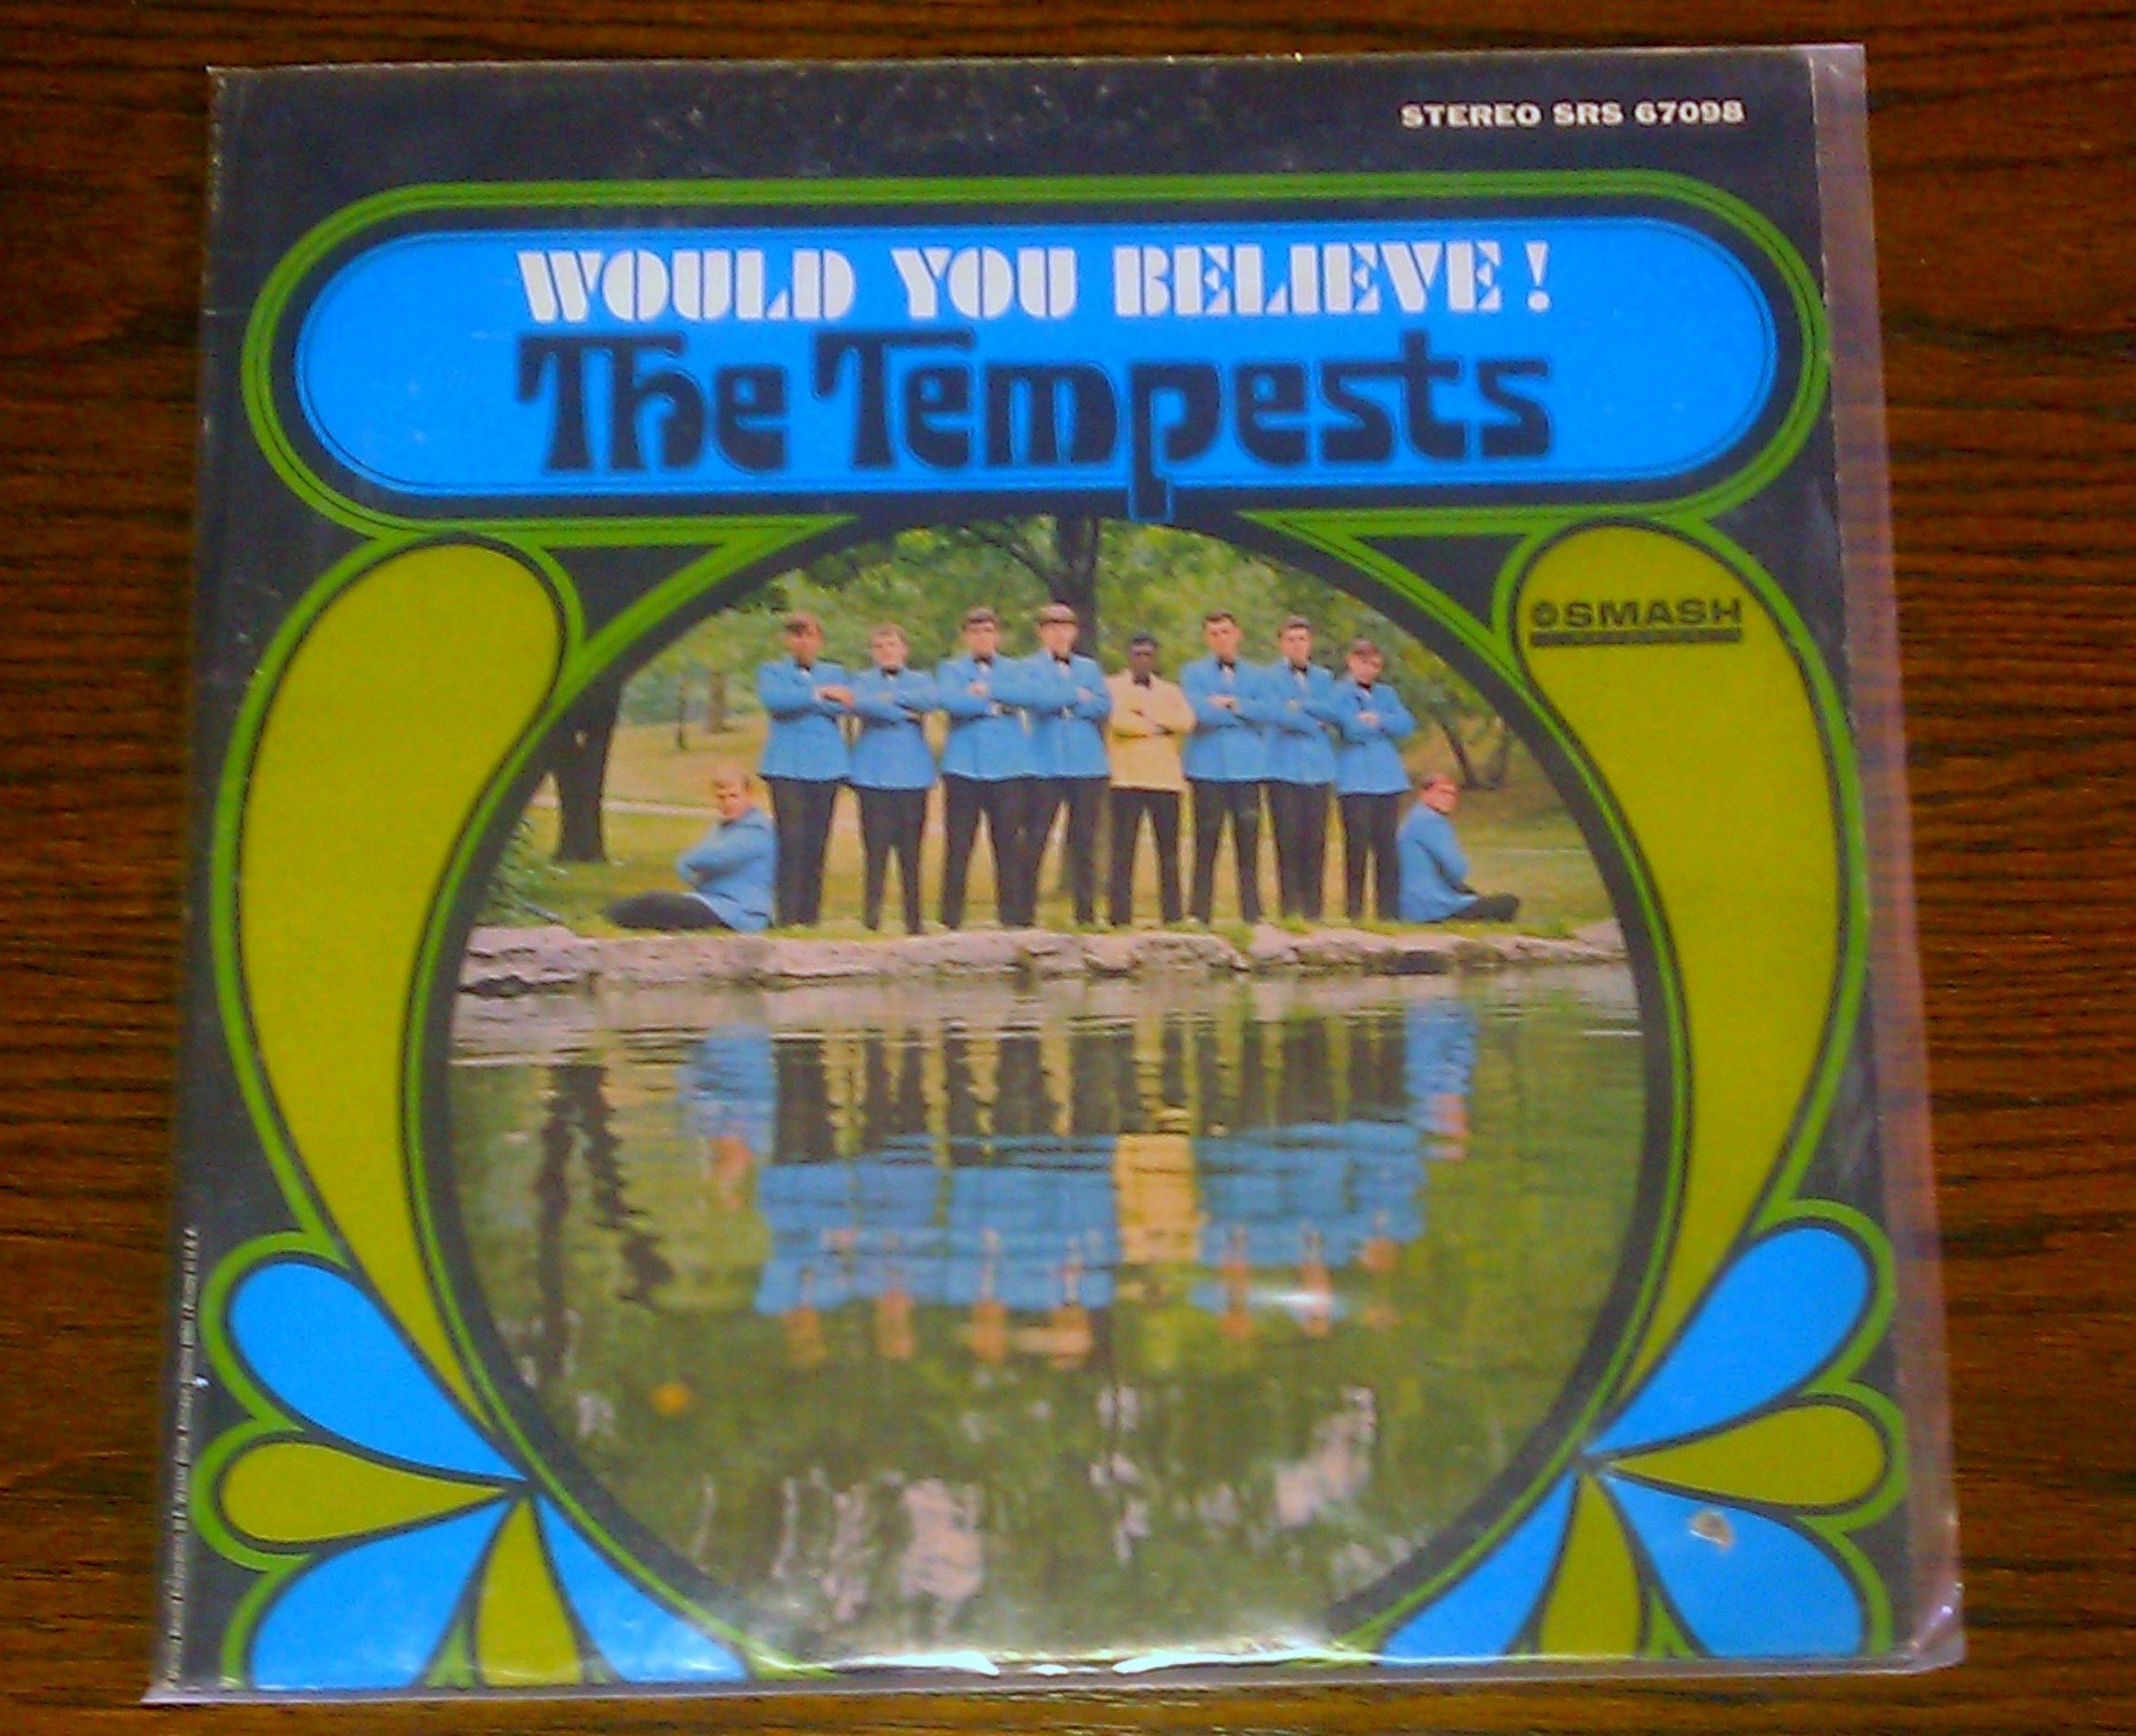 STEREO SRS 67098
WOULD YOU BELIEVE!
The Tempests
SMASH